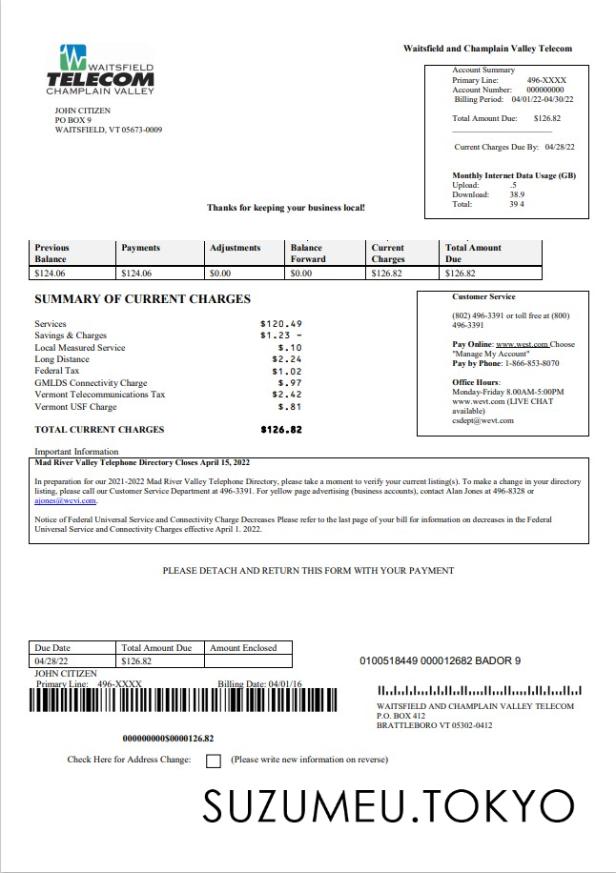 WAITSFIELD
TELECOM
CHAMPLAIN VALLEY
Waitsfield and Champlain Valley Telecom
JOHN CITIZEN
PO BOX 9
WAITSFIELD, VT 05673-0009
Account Summary
Primary Line: 496-XXXX
Account Number: 000000000
Billing Period: 04/01/22-04/30/22
Total Amount Due: $126.82
Current Charges Due By: 04/28/22
Monthly Internet Data Usage (GB)
Upload: .5
Download: 38.9
Total: 39 4
Thanks for keeping your business local!
Previous Balance Payments Adjustments Balance Forward Current Charges Total Amount Due
$124.06 $124.06 $0.00 $0.00 $126.82 $126.82
SUMMARY OF CURRENT CHARGES
Services $120.49
Savings & Charges $1.23 -
Local Measured Service $.10
Long Distance $2.24
Federal Tax $1.02
GMLDS Connectivity Charge $.97
Vermont Telecommunications Tax $2.42
Vermont USF Charge $.81
TOTAL CURRENT CHARGES $126.82
Customer Service
(802) 496-3391 or toll free at (800)
496-3391
Pay Online: www.west.com Choose
"Manage My Account"
Pay by Phone: 1-866-853-8070
Office Hours:
Monday-Friday 8.00AM-5:00PM
www.wevt.com (LIVE CHAT
available)
csdept@wevt.com
Important Information
Mad River Valley Telephone Directory Closes April 15, 2022
In preparation for our 2021-2022 Mad River Valley Telephone Directory, please take a moment to verify your current listing(s). To make a change in your directory
listing, please call our Customer Service Department at 496-3391. For yellow page advertising (business accounts), contact Alan Jones at 496-8328 or
ajones@wcvi.com.
Notice of Federal Universal Service and Connectivity Charge Decreases Please refer to the last page of your bill for information on decreases in the Federal
Universal Service and Connectivity Charges effective April 1. 2022.
PLEASE DETACH AND RETURN THIS FORM WITH YOUR PAYMENT
Due Date Total Amount Due Amount Enclosed
04/28/22 $126.82
JOHN CITIZEN
Primary Line: 496-XXXX Billing Date: 04/01/16
0100518449 000012682 BADOR 9
WAITSFIELD AND CHAMPLAIN VALLEY TELECOM
P.O. BOX 412
BRATTLEBORO VT 05302-0412
000000000S0000126.82
Check Here for Address Change: (Please write new information on reverse)
SUZUMEU.TOKYO